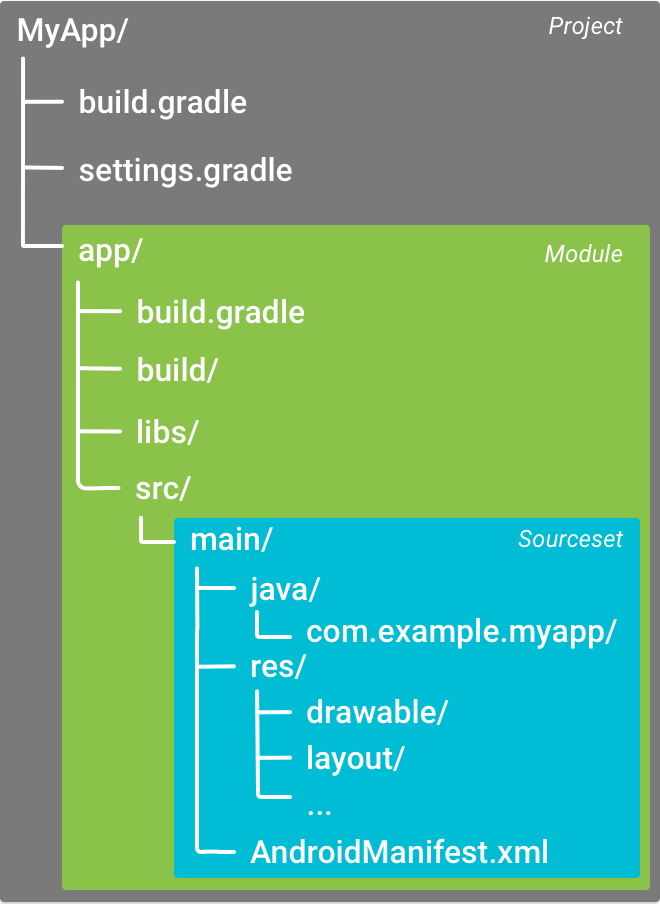 MyApp/ Project
build.gradle
settings.gradle
app/ Module
build.gradle
build/
libs/
src/
main/ Sourceset
java/
com.example.myapp/
res/
drawable/
layout/
...
AndroidManifest.xml